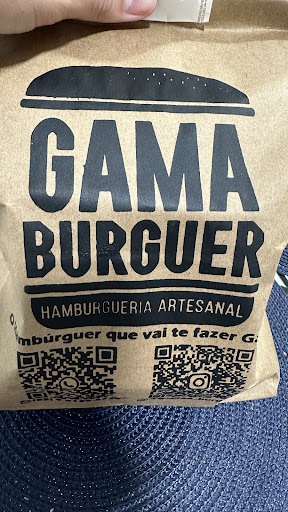 GAMA
BURGUER
HAMBURGUERIA ARTESANAL
hambúrguer que vai te fazer